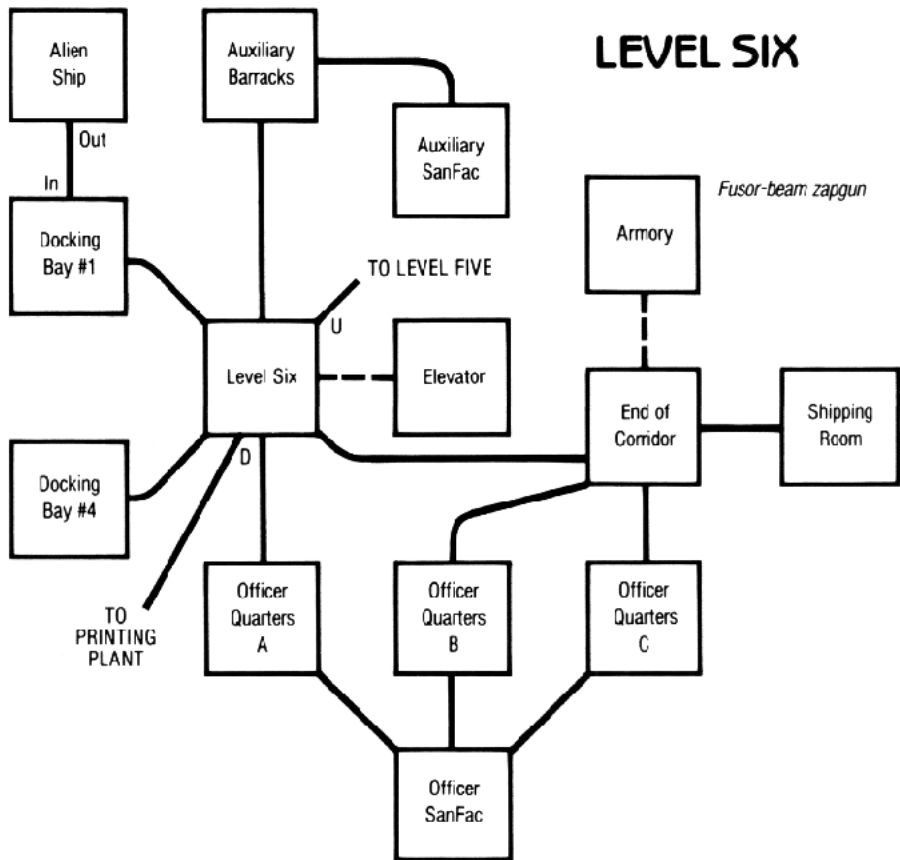 LEVEL SIX
Alien
Ship
Auxiliary
Barracks
Out
Auxiliary
SanFac
In
Fusor-beam zapgun
Armory
Docking
Bay #1
TO LEVEL FIVE
U
Level Six
Elevator
End of
Corridor
Shipping
Room
D
Docking
Bay #4
Officer
Quarters
A
Officer
Quarters
B
Officer
Quarters
C
TO
PRINTING
PLANT
Officer
SanFac